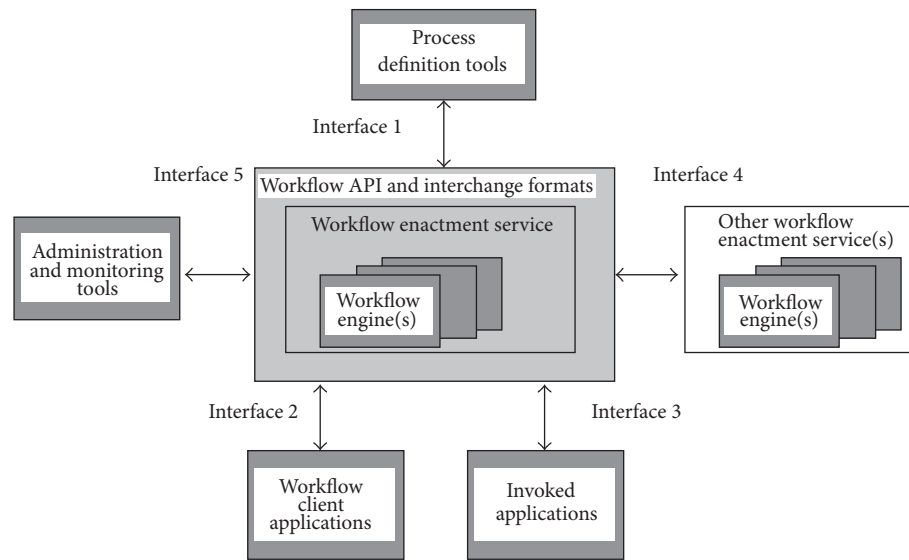 Process
definition tools
Interface 1
Interface 5
Workflow API and interchange formats
Interface 4
Workflow enactment service
Other workflow
enactment service(s)
Administration
and monitoring
tools
Workflow
engine(s)
Workflow
engine(s)
Interface 2
Interface 3
Workflow
client
applications
Invoked
applications